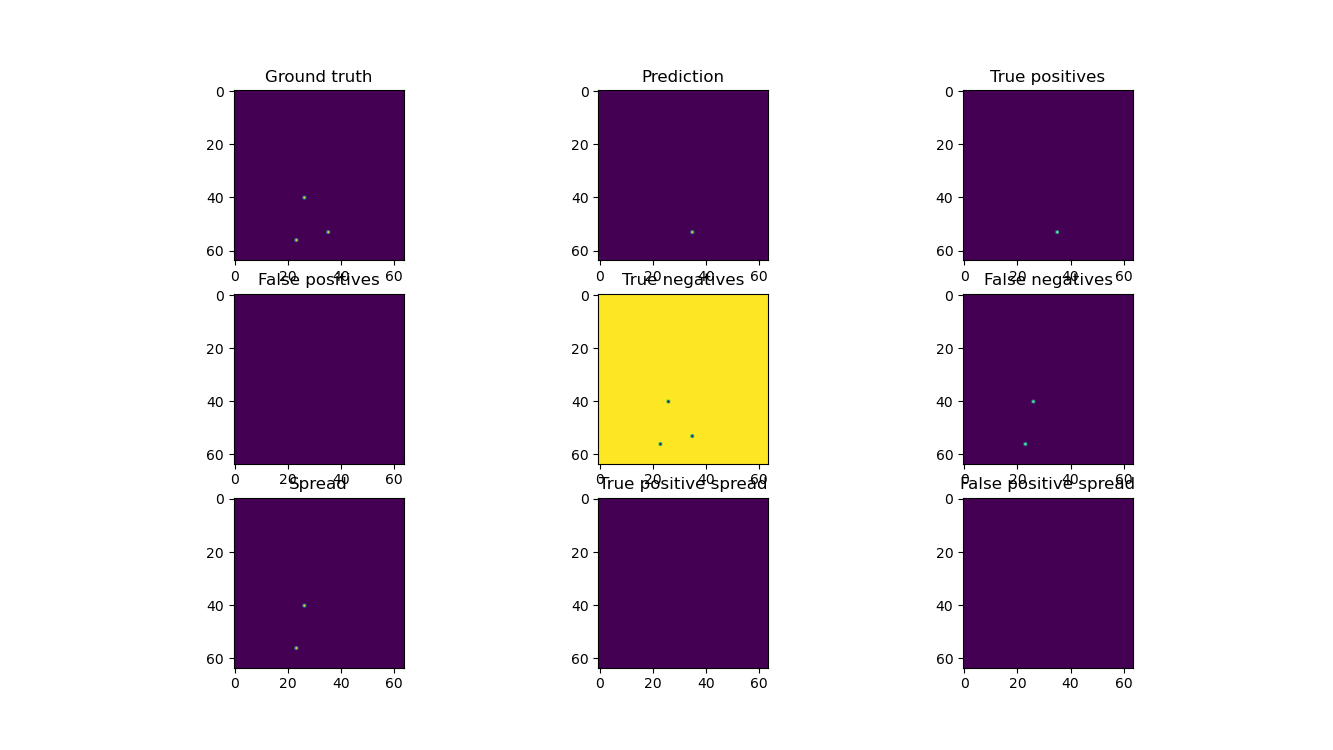 Ground truth Prediction True positives
0 0 0
20 20 20
40 40 40
60 60 60
0 20 40 60 0 20 40 60 0 20 40 60
False positives True negatives False negatives
0 0 0
20 20 20
40 40 40
60 60 60
0 20 40 60 0 20 40 60 0 20 40 60
Spread True positive spread False positive spread
0 0 0
20 20 20
40 40 40
60 60 60
0 20 40 60 0 20 40 60 0 20 40 60